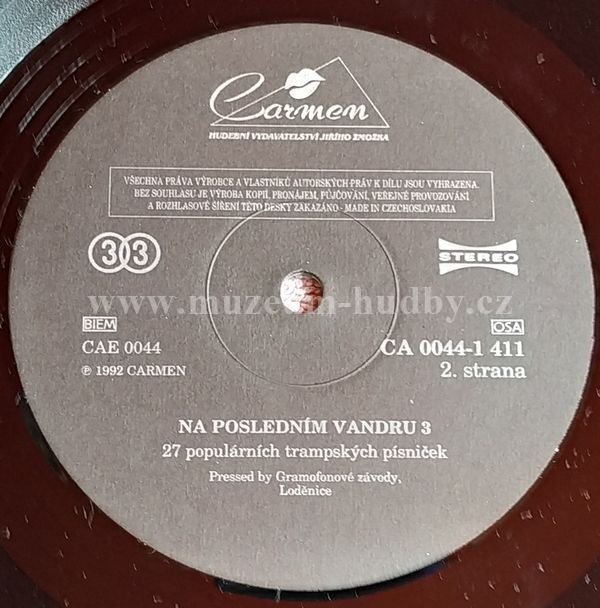 Carmen
HUDEBNÍ VYDAVATELSTVÍ JIŘÍHO ZMOŽKA
VŠECHNA PRÁVA VÝROBCE A VLASTNÍKŮ AUTORSKÝCH PRÁV K DÍLU JSOU VYHRAZENA.
BEZ SOUHLASU JE VÝROBA KOPIÍ, PRONÁJEM, PŮJČOVÁNÍ, VEŘEJNÉ PROVOZOVÁNÍ
A ROZHLASOVÉ ŠÍŘENÍ TÉTO DESKY ZAKÁZÁNO - MADE IN CZECHOSLOVAKIA
33
STEREO
www.muzeum-hudby.cz
BIEM
OSA
CAE 0044
CA 0044-1 411
℗ 1992 CARMEN
2. strana
NA POSLEDNÍM VANDRU 3
27 populárních trampských písniček
Pressed by Gramofonové závody,
Loděnice